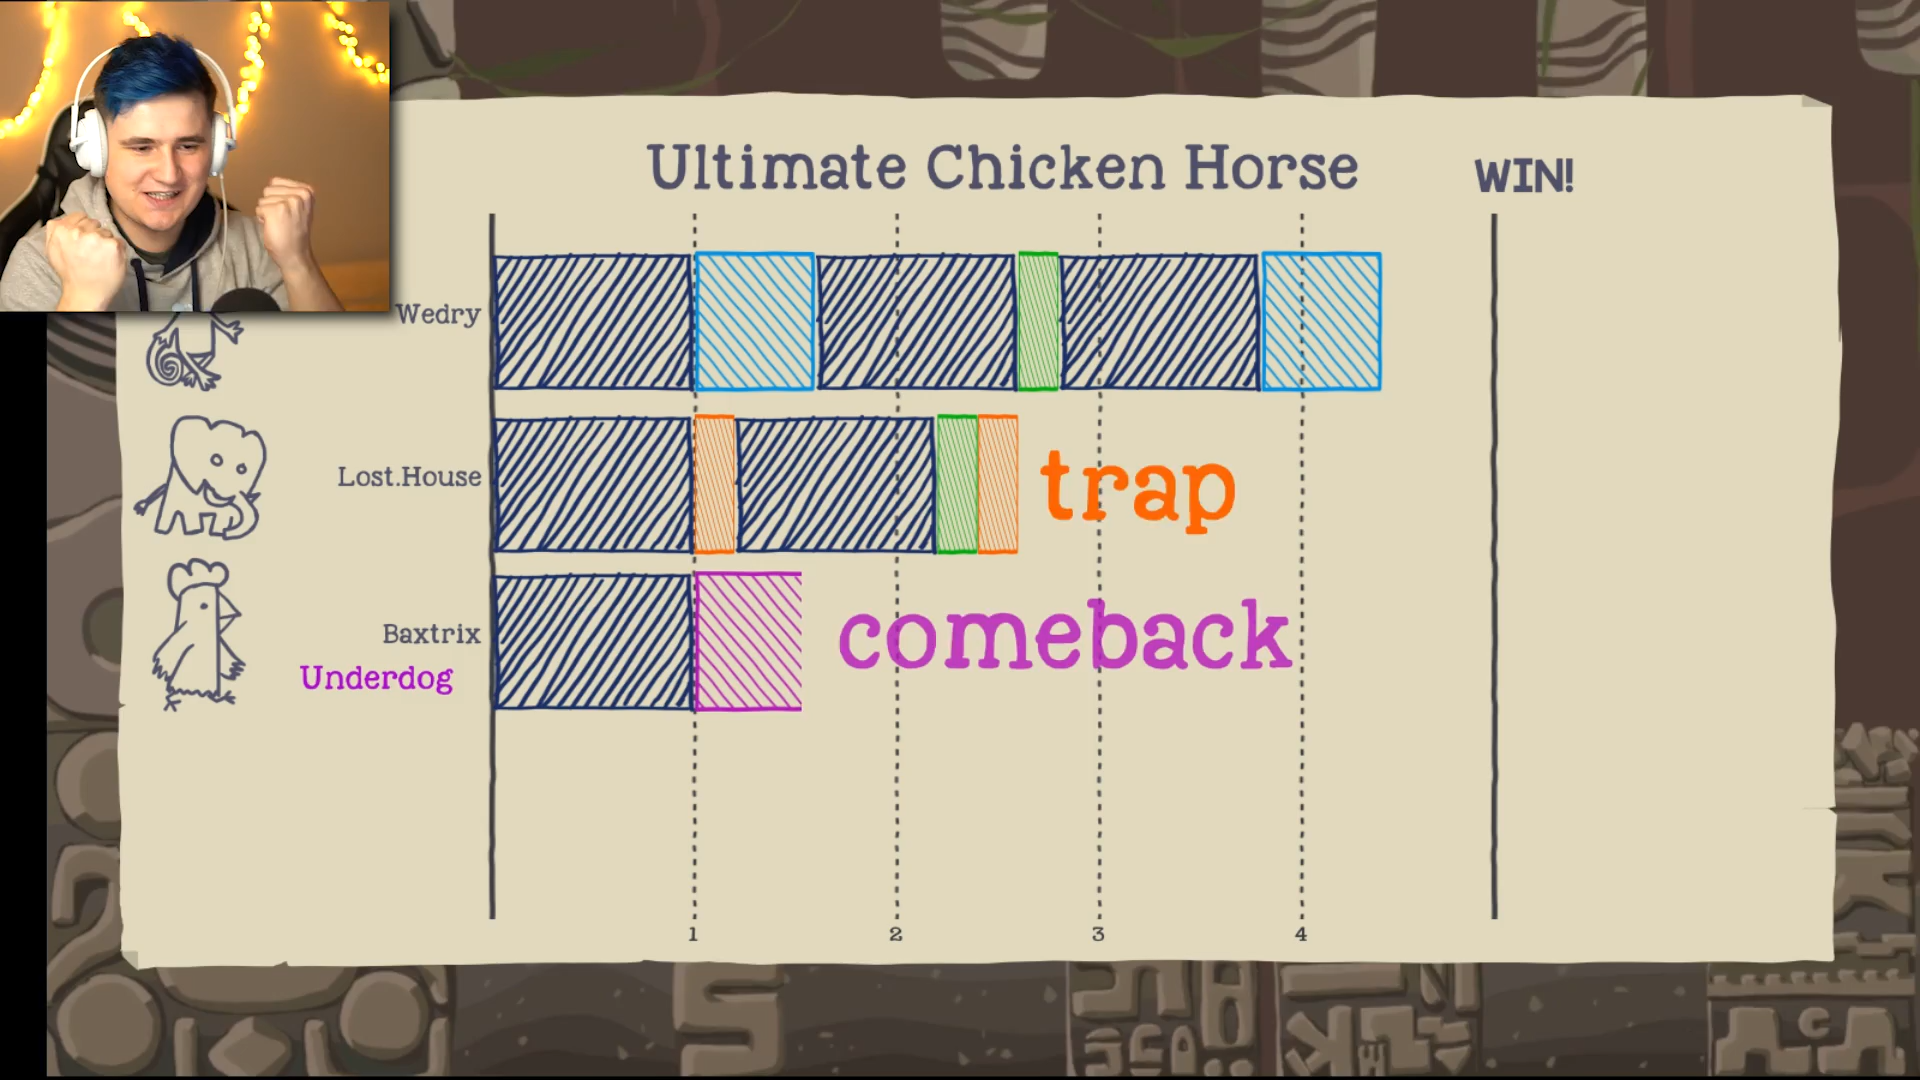 Ultimate Chicken Horse
WIN!
Wedry
Lost.House
trap
Baxtrix
comeback
Underdog
1 2 3 4